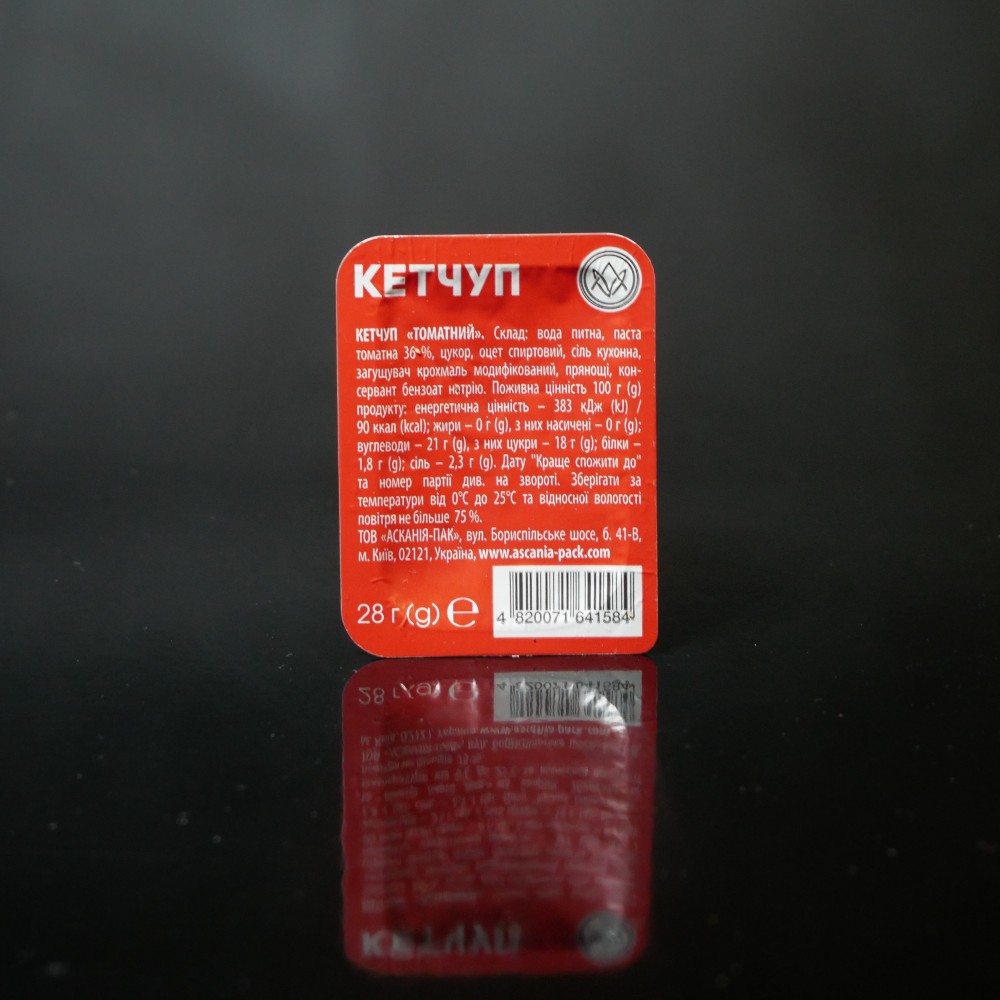 КЕТЧУП
КЕТЧУП «ТОМАТНИЙ». Склад: вода питна, паста
томатна 36 %, цукор, оцет спиртовий, сіль кухонна,
загущувач крохмаль модифікований, прянощі, кон-
сервант бензоат натрію. Поживна цінність 100 г (g)
продукту: енергетична цінність – 383 кДж (kJ) /
90 ккал (kcal); жири – 0 г (g), з них насичені – 0 г (g);
вуглеводи – 21 г (g), з них цукри – 18 г (g); білки –
1,8 г (g); сіль – 2,3 г (g). Дату "Краще спожити до"
та номер партії див. на звороті. Зберігати за
температури від 0°С до 25°С та відносної вологості
повітря не більше 75 %.
ТОВ «АСКАНІЯ-ПАК», вул. Бориспільське шосе, б. 41-В,
м. Київ, 02121, Україна, www.ascania-pack.com
28 г (g) ℮
4 820071 641584